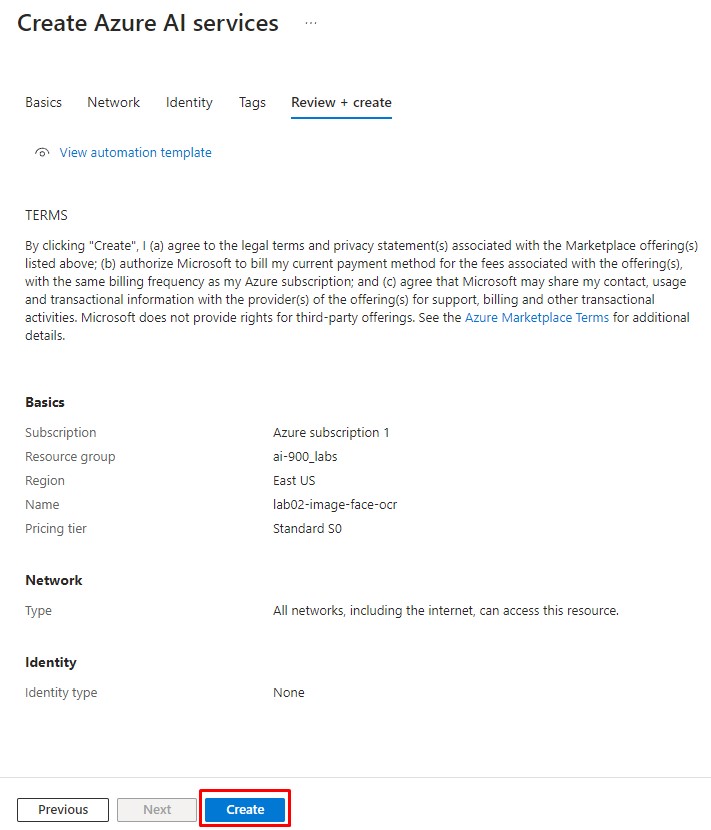 Create Azure AI services ...
Basics Network Identity Tags Review + create
View automation template
TERMS
By clicking "Create", I (a) agree to the legal terms and privacy statement(s) associated with the Marketplace offering(s)
listed above; (b) authorize Microsoft to bill my current payment method for the fees associated with the offering(s),
with the same billing frequency as my Azure subscription; and (c) agree that Microsoft may share my contact, usage
and transactional information with the provider(s) of the offering(s) for support, billing and other transactional
activities. Microsoft does not provide rights for third-party offerings. See the Azure Marketplace Terms for additional
details.
Basics
Subscription Azure subscription 1
Resource group ai-900_labs
Region East US
Name lab02-image-face-ocr
Pricing tier Standard S0
Network
Type All networks, including the internet, can access this resource.
Identity
Identity type None
Previous Next Create